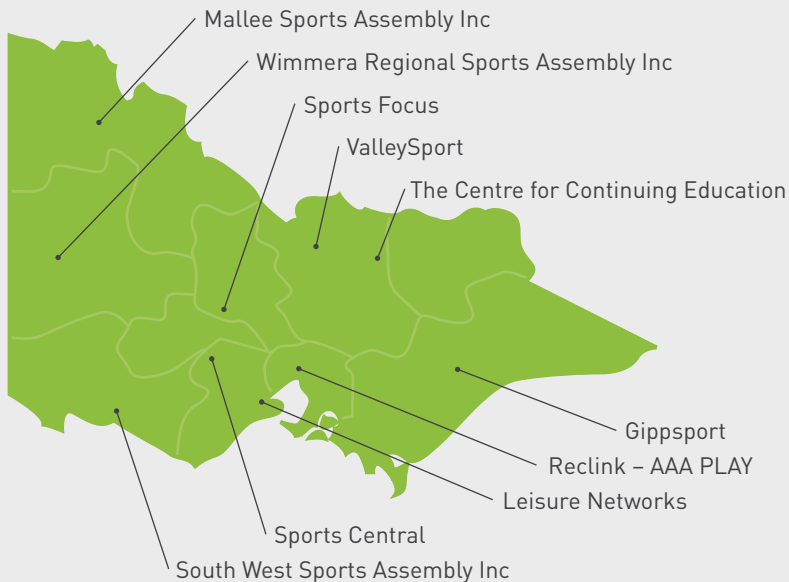 Mallee Sports Assembly Inc
Wimmera Regional Sports Assembly Inc
Sports Focus
ValleySport
The Centre for Continuing Education
Gippsport
Reclink – AAA PLAY
Leisure Networks
Sports Central
South West Sports Assembly Inc